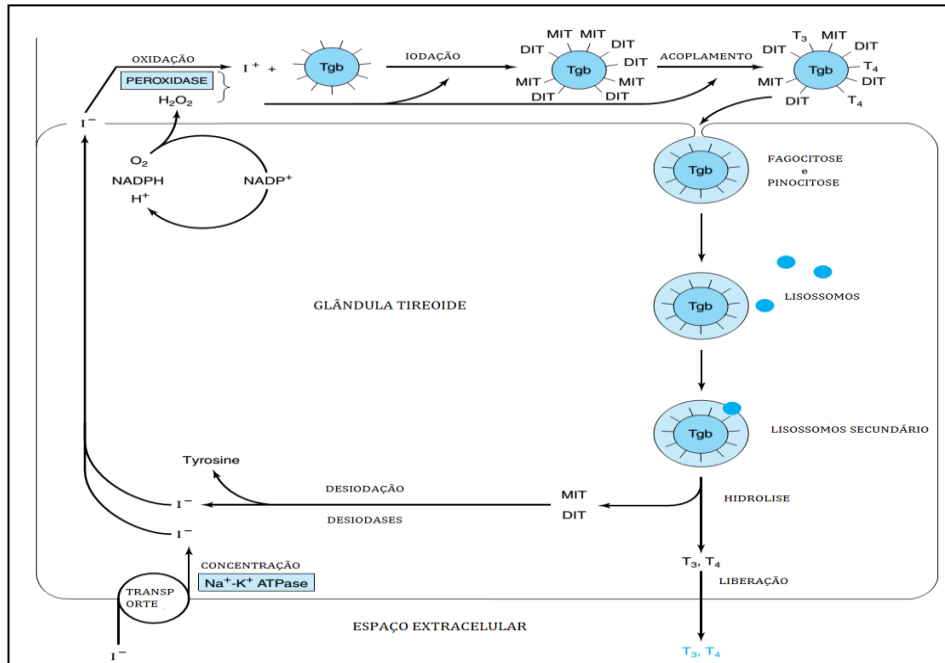 OXIDAÇÃO
PEROXIDASE
H2O2
I⁺ +
Tgb
IODAÇÃO
MIT MIT
DIT DIT
Tgb DIT
MIT MIT
DIT DIT
ACOPLAMENTO
T3 MIT
DIT DIT
Tgb T4
MIT DIT
DIT T4
I⁻
O2
NADPH
H⁺
NADP⁺
Tgb
FAGOCITOSE
e
PINOCITOSE
GLÂNDULA TIREOIDE
Tgb
LISOSSOMOS
Tgb
LISOSSOMOS SECUNDÁRIO
Tyrosine
I⁻
DESIODAÇÃO
DESIODASES
MIT
DIT
HIDROLISE
I⁻
CONCENTRAÇÃO
Na⁺-K⁺ ATPase
T3, T4
LIBERAÇÃO
TRANSP
ORTE
ESPAÇO EXTRACELULAR
I⁻
T3, T4